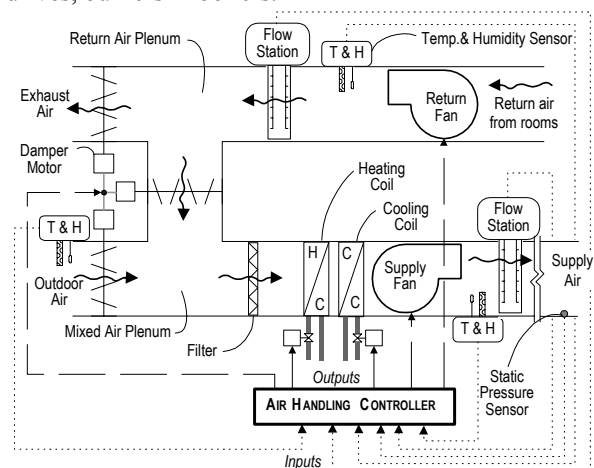 Return Air Plenum
Flow
Station
T & H
Temp.& Humidity Sensor
Exhaust
Air
Return
Fan
Return air
from rooms
Damper
Motor
Heating
Coil
Cooling
Coil
Flow
Station
T & H
H
C
C
C
Supply
Fan
Supply
Air
Outdoor
Air
Mixed Air Plenum
Filter
T & H
Outputs
Static
Pressure
Sensor
AIR HANDLING CONTROLLER
Inputs